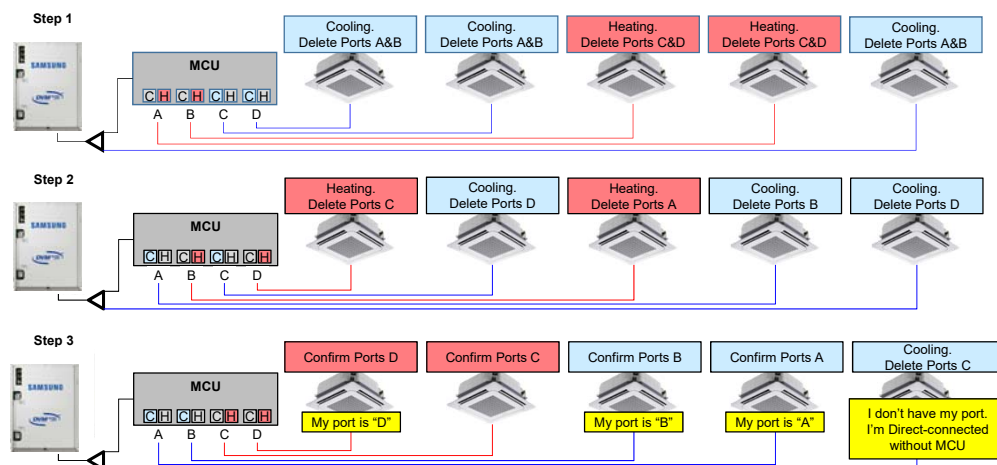 Step 1
SAMSUNG
DVM
MCU
C H C H C H C H
A B C D
Cooling.
Delete Ports A&B
Cooling.
Delete Ports A&B
Heating.
Delete Ports C&D
Heating.
Delete Ports C&D
Cooling.
Delete Ports A&B
Step 2
SAMSUNG
DVM
MCU
C H C H C H C H
A B C D
Heating.
Delete Ports C
Cooling.
Delete Ports D
Heating.
Delete Ports A
Cooling.
Delete Ports B
Cooling.
Delete Ports D
Step 3
SAMSUNG
DVM
MCU
C H C H C H C H
A B C D
Confirm Ports D
My port is “D”
Confirm Ports C
Confirm Ports B
My port is “B”
Confirm Ports A
My port is “A”
Cooling.
Delete Ports C
I don’t have my port.
I’m Direct-connected
without MCU